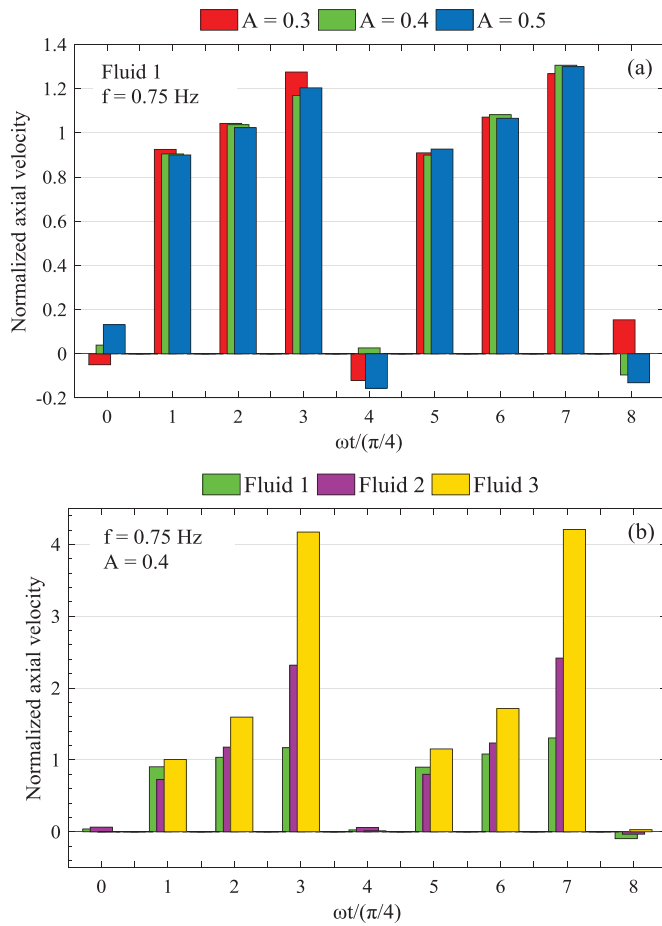 A = 0.3 A = 0.4 A = 0.5
1.4
1.2
1
0.8
0.6
0.4
0.2
0
-0.2
Normalized axial velocity
Fluid 1
f = 0.75 Hz
(a)
0 1 2 3 4 5 6 7 8
ωt/(π/4)
Fluid 1 Fluid 2 Fluid 3
4
3
2
1
0
Normalized axial velocity
f = 0.75 Hz
A = 0.4
(b)
0 1 2 3 4 5 6 7 8
ωt/(π/4)